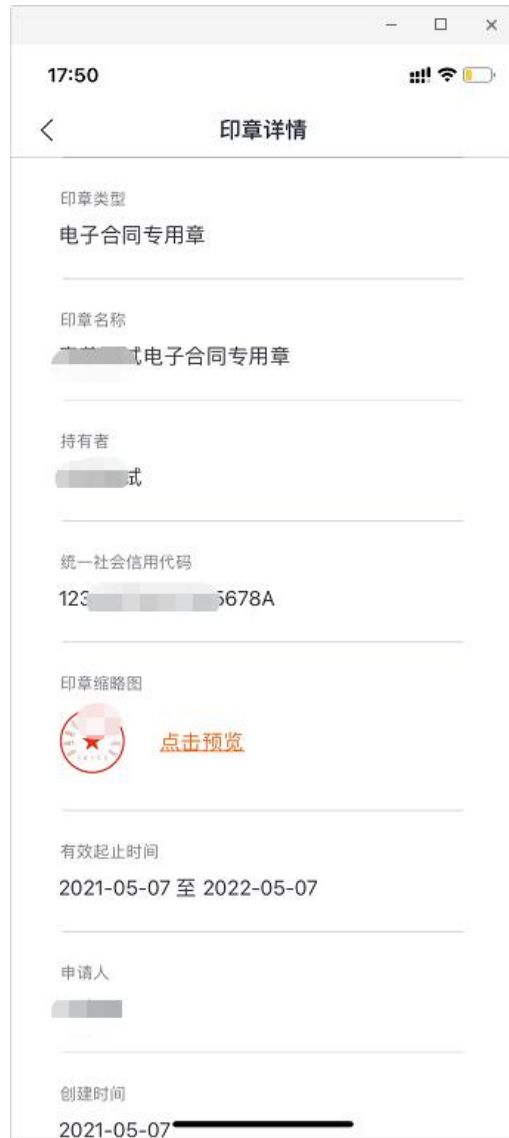 17:50
印章详情
印章类型
电子合同专用章
印章名称
试电子合同专用章
持有者
试
统一社会信用代码
123 5678A
印章缩略图
点击预览
有效起止时间
2021-05-07 至 2022-05-07
申请人
创建时间
2021-05-07